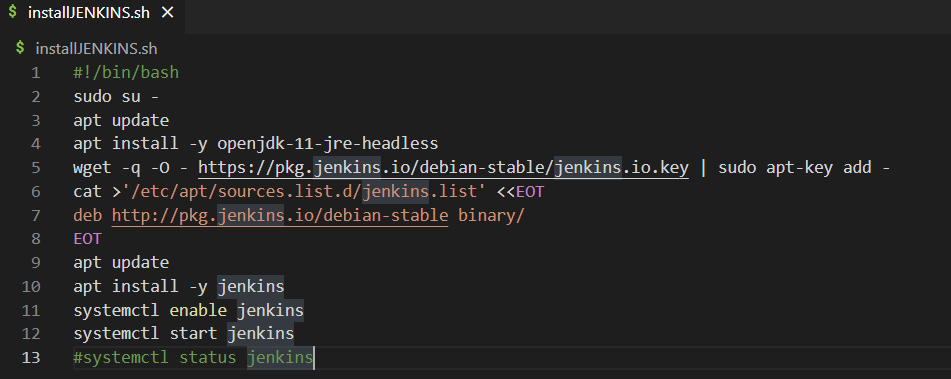 $ installJENKINS.sh ×
$ installJENKINS.sh
1 #!/bin/bash
2 sudo su -
3 apt update
4 apt install -y openjdk-11-jre-headless
5 wget -q -O - https://pkg.jenkins.io/debian-stable/jenkins.io.key | sudo apt-key add -
6 cat >'/etc/apt/sources.list.d/jenkins.list' <<EOT
7 deb http://pkg.jenkins.io/debian-stable binary/
8 EOT
9 apt update
10 apt install -y jenkins
11 systemctl enable jenkins
12 systemctl start jenkins
13 #systemctl status jenkins